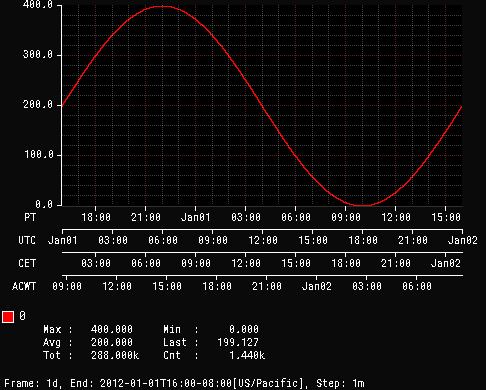 400.0
300.0
200.0
100.0
0.0
PT 18:00 21:00 Jan01 03:00 06:00 09:00 12:00 15:00
UTC Jan01 03:00 06:00 09:00 12:00 15:00 18:00 21:00 Jan02
CET 03:00 06:00 09:00 12:00 15:00 18:00 21:00 Jan02
ACWT 09:00 12:00 15:00 18:00 21:00 Jan02 03:00 06:00
0
Max : 400.000 Min : 0.000
Avg : 200.000 Last : 199.127
Tot : 288.000k Cnt : 1.440k
Frame: 1d, End: 2012-01-01T16:00-08:00[US/Pacific], Step: 1m